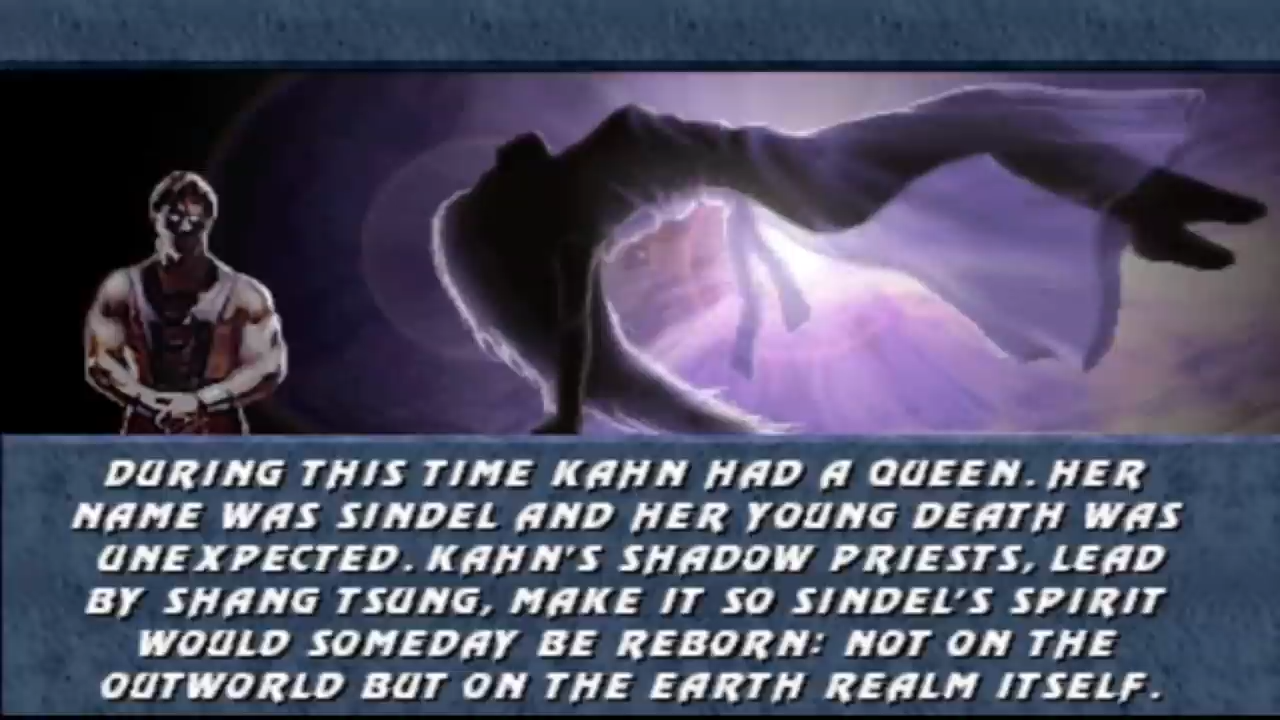 DURING THIS TIME KAHN HAD A QUEEN. HER
NAME WAS SINDEL AND HER YOUNG DEATH WAS
UNEXPECTED. KAHN'S SHADOW PRIESTS, LEAD
BY SHANG TSUNG, MAKE IT SO SINDEL'S SPIRIT
WOULD SOMEDAY BE REBORN: NOT ON THE
OUTWORLD BUT ON THE EARTH REALM ITSELF.